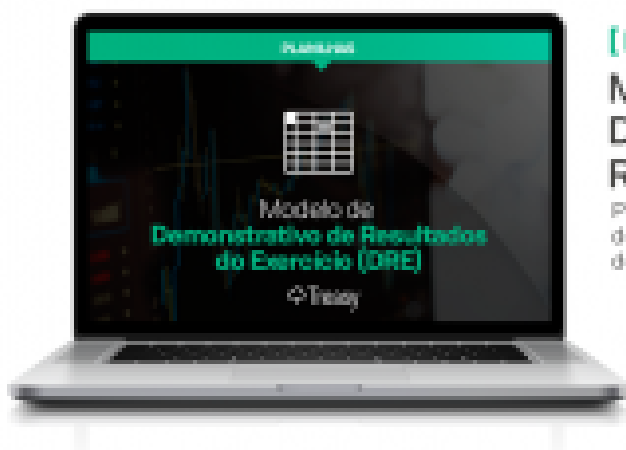 PLANILHAS
Modelo de
Demonstrativo de Resultados
do Exercício (DRE)
Treasy
[
M
D
R
P
d
d